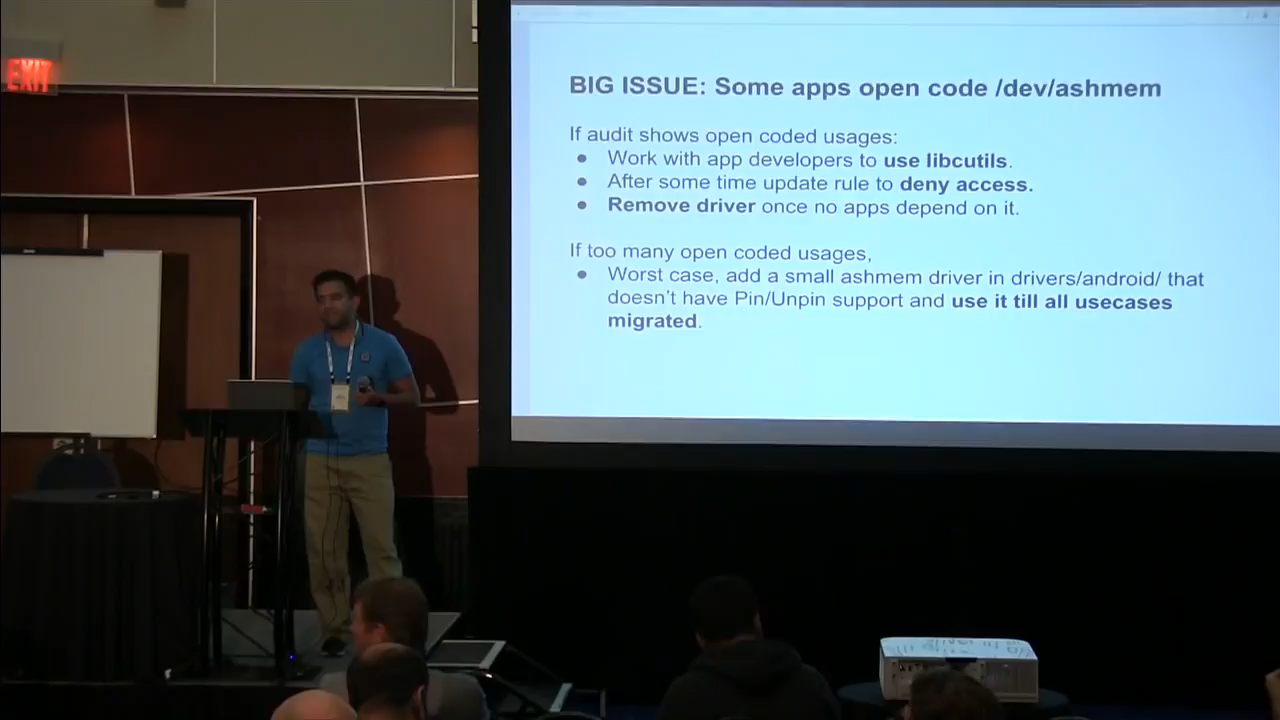 EXIT
BIG ISSUE: Some apps open code /dev/ashmem
If audit shows open coded usages:
● Work with app developers to use libcutils.
● After some time update rule to deny access.
● Remove driver once no apps depend on it.
If too many open coded usages,
● Worst case, add a small ashmem driver in drivers/android/ that
doesn't have Pin/Unpin support and use it till all usecases
migrated.